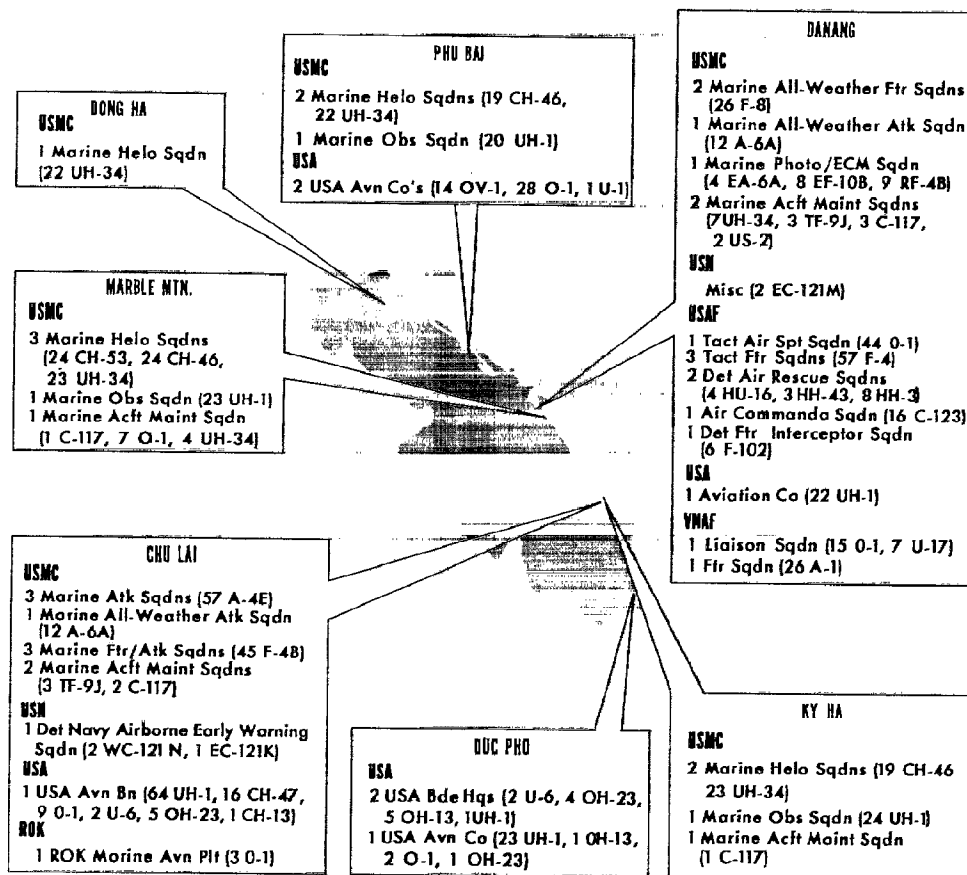 DONG HA
USMC
1 Marine Helo Sqdn
(22 UH-34)
PHU BAI
USMC
2 Marine Helo Sqdns (19 CH-46,
22 UH-34)
1 Marine Obs Sqdn (20 UH-1)
USA
2 USA Avn Co's (14 OV-1, 28 O-1, 1 U-1)
DANANG
USMC
2 Marine All-Weather Ftr Sqdns
(26 F-8)
1 Marine All-Weather Atk Sqdn
(12 A-6A)
1 Marine Photo/ECM Sqdn
(4 EA-6A, 8 EF-10B, 9 RF-4B)
2 Marine Acft Maint Sqdns
(7UH-34, 3 TF-9J, 3 C-117,
2 US-2)
USN
Misc (2 EC-121M)
USAF
1 Tact Air Spt Sqdn (44 0-1)
3 Tact Ftr Sqdns (57 F-4)
2 Det Air Rescue Sqdns
(4 HU-16, 3 HH-43, 8 HH-3)
1 Air Commando Sqdn (16 C-123)
1 Det Ftr Interceptor Sqdn
(6 F-102)
USA
1 Aviation Co (22 UH-1)
VNAF
1 Liaison Sqdn (15 0-1, 7 U-17)
1 Ftr Sqdn (26 A-1)
MARBLE MTN.
USMC
3 Marine Helo Sqdns
(24 CH-53, 24 CH-46,
23 UH-34)
1 Marine Obs Sqdn (23 UH-1)
1 Marine Acft Maint Sqdn
(1 C-117, 7 O-1, 4 UH-34)
CHU LAI
USMC
3 Marine Atk Sqdns (57 A-4E)
1 Marine All-Weather Atk Sqdn
(12 A-6A)
3 Marine Ftr/Atk Sqdns (45 F-4B)
2 Marine Acft Maint Sqdns
(3 TF-9J, 2 C-117)
USN
1 Det Navy Airborne Early Warning
Sqdn (2 WC-121 N, 1 EC-121K)
USA
1 USA Avn Bn (64 UH-1, 16 CH-47,
9 0-1, 2 U-6, 5 OH-23, 1 CH-13)
ROK
1 ROK Marine Avn Plt (3 0-1)
DUC PHO
USA
2 USA Bde Hqs (2 U-6, 4 OH-23,
5 OH-13, 1UH-1)
1 USA Avn Co (23 UH-1, 1 OH-13,
2 O-1, 1 OH-23)
KY HA
USMC
2 Marine Helo Sqdns (19 CH-46
23 UH-34)
1 Marine Obs Sqdn (24 UH-1)
1 Marine Acft Maint Sqdn
(1 C-117)